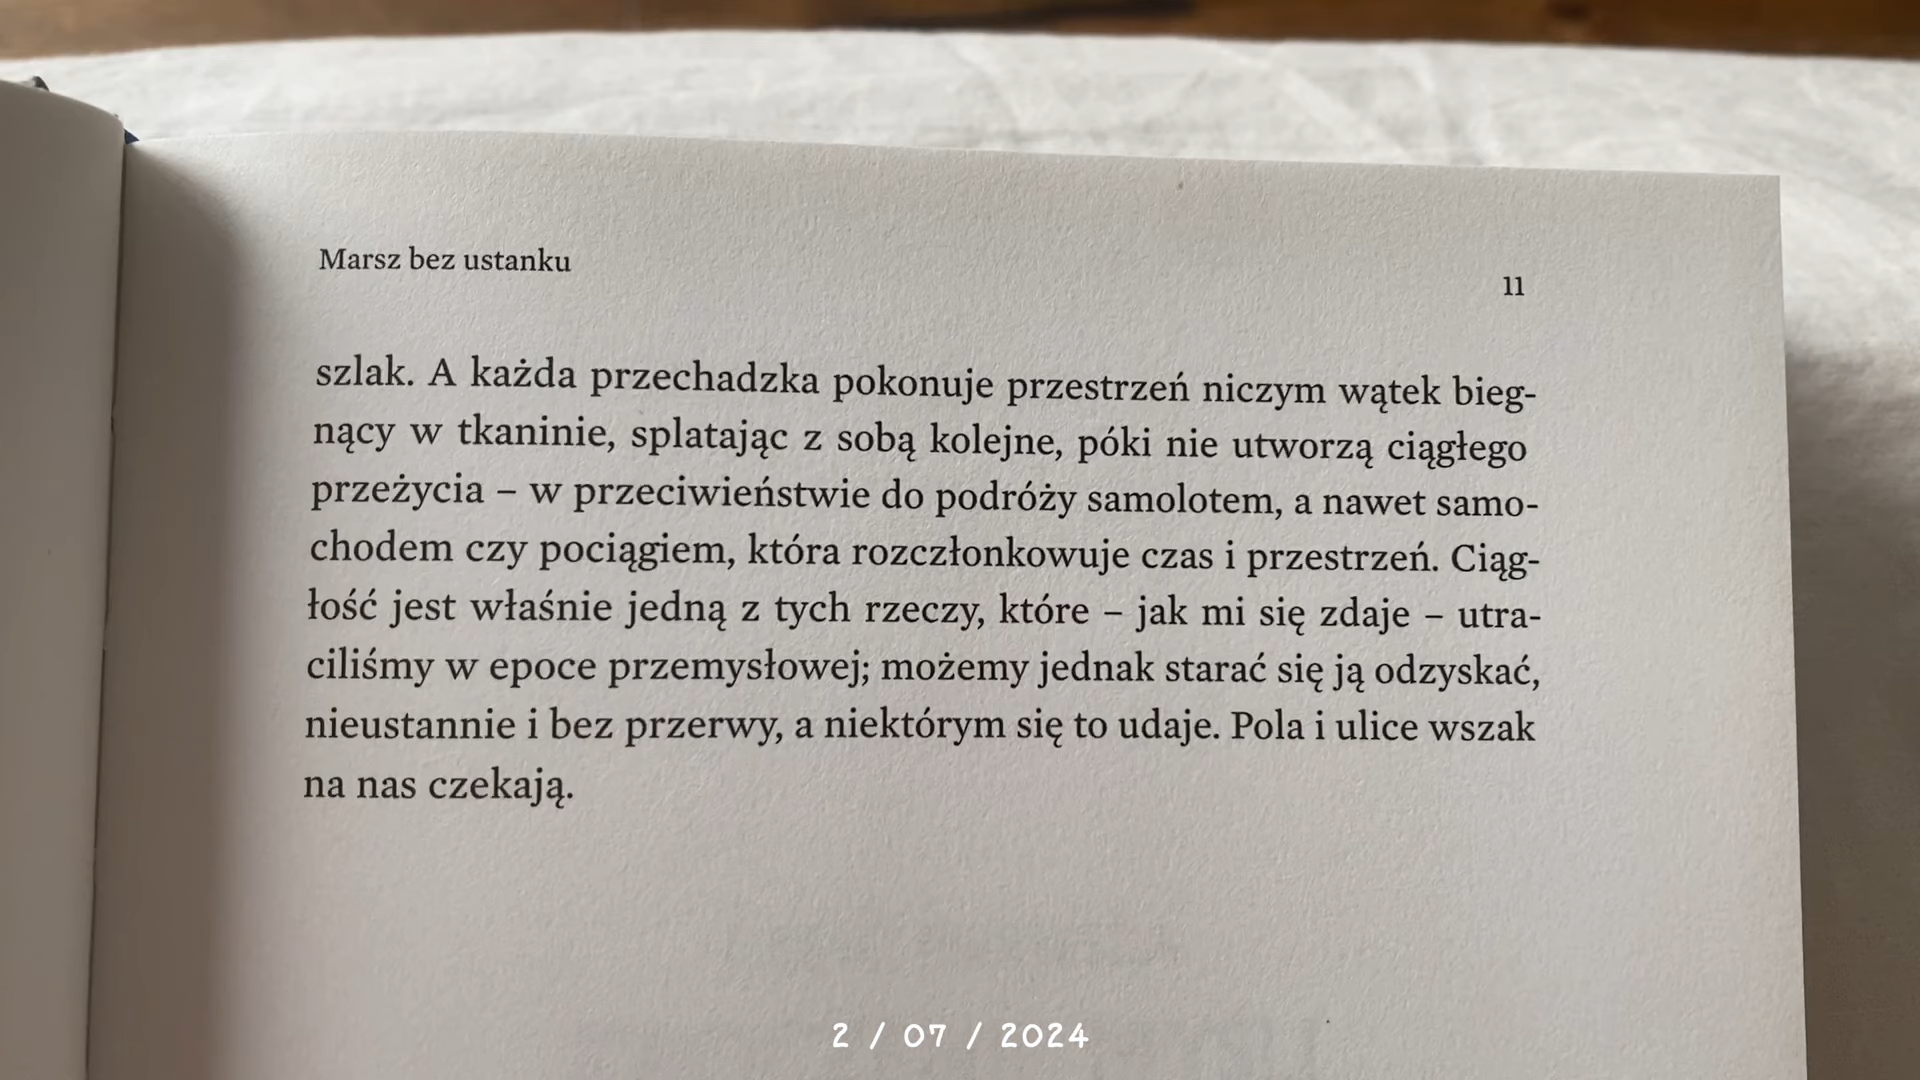 Marsz bez ustanku
11
szlak. A każda przechadzka pokonuje przestrzeń niczym wątek bieg-
nący w tkaninie, splatając z sobą kolejne, póki nie utworzą ciągłego
przeżycia – w przeciwieństwie do podróży samolotem, a nawet samo-
chodem czy pociągiem, która rozczłonkowuje czas i przestrzeń. Ciąg-
łość jest właśnie jedną z tych rzeczy, które – jak mi się zdaje – utra-
ciliśmy w epoce przemysłowej; możemy jednak starać się ją odzyskać,
nieustannie i bez przerwy, a niektórym się to udaje. Pola i ulice wszak
na nas czekają.
2 / 07 / 2024